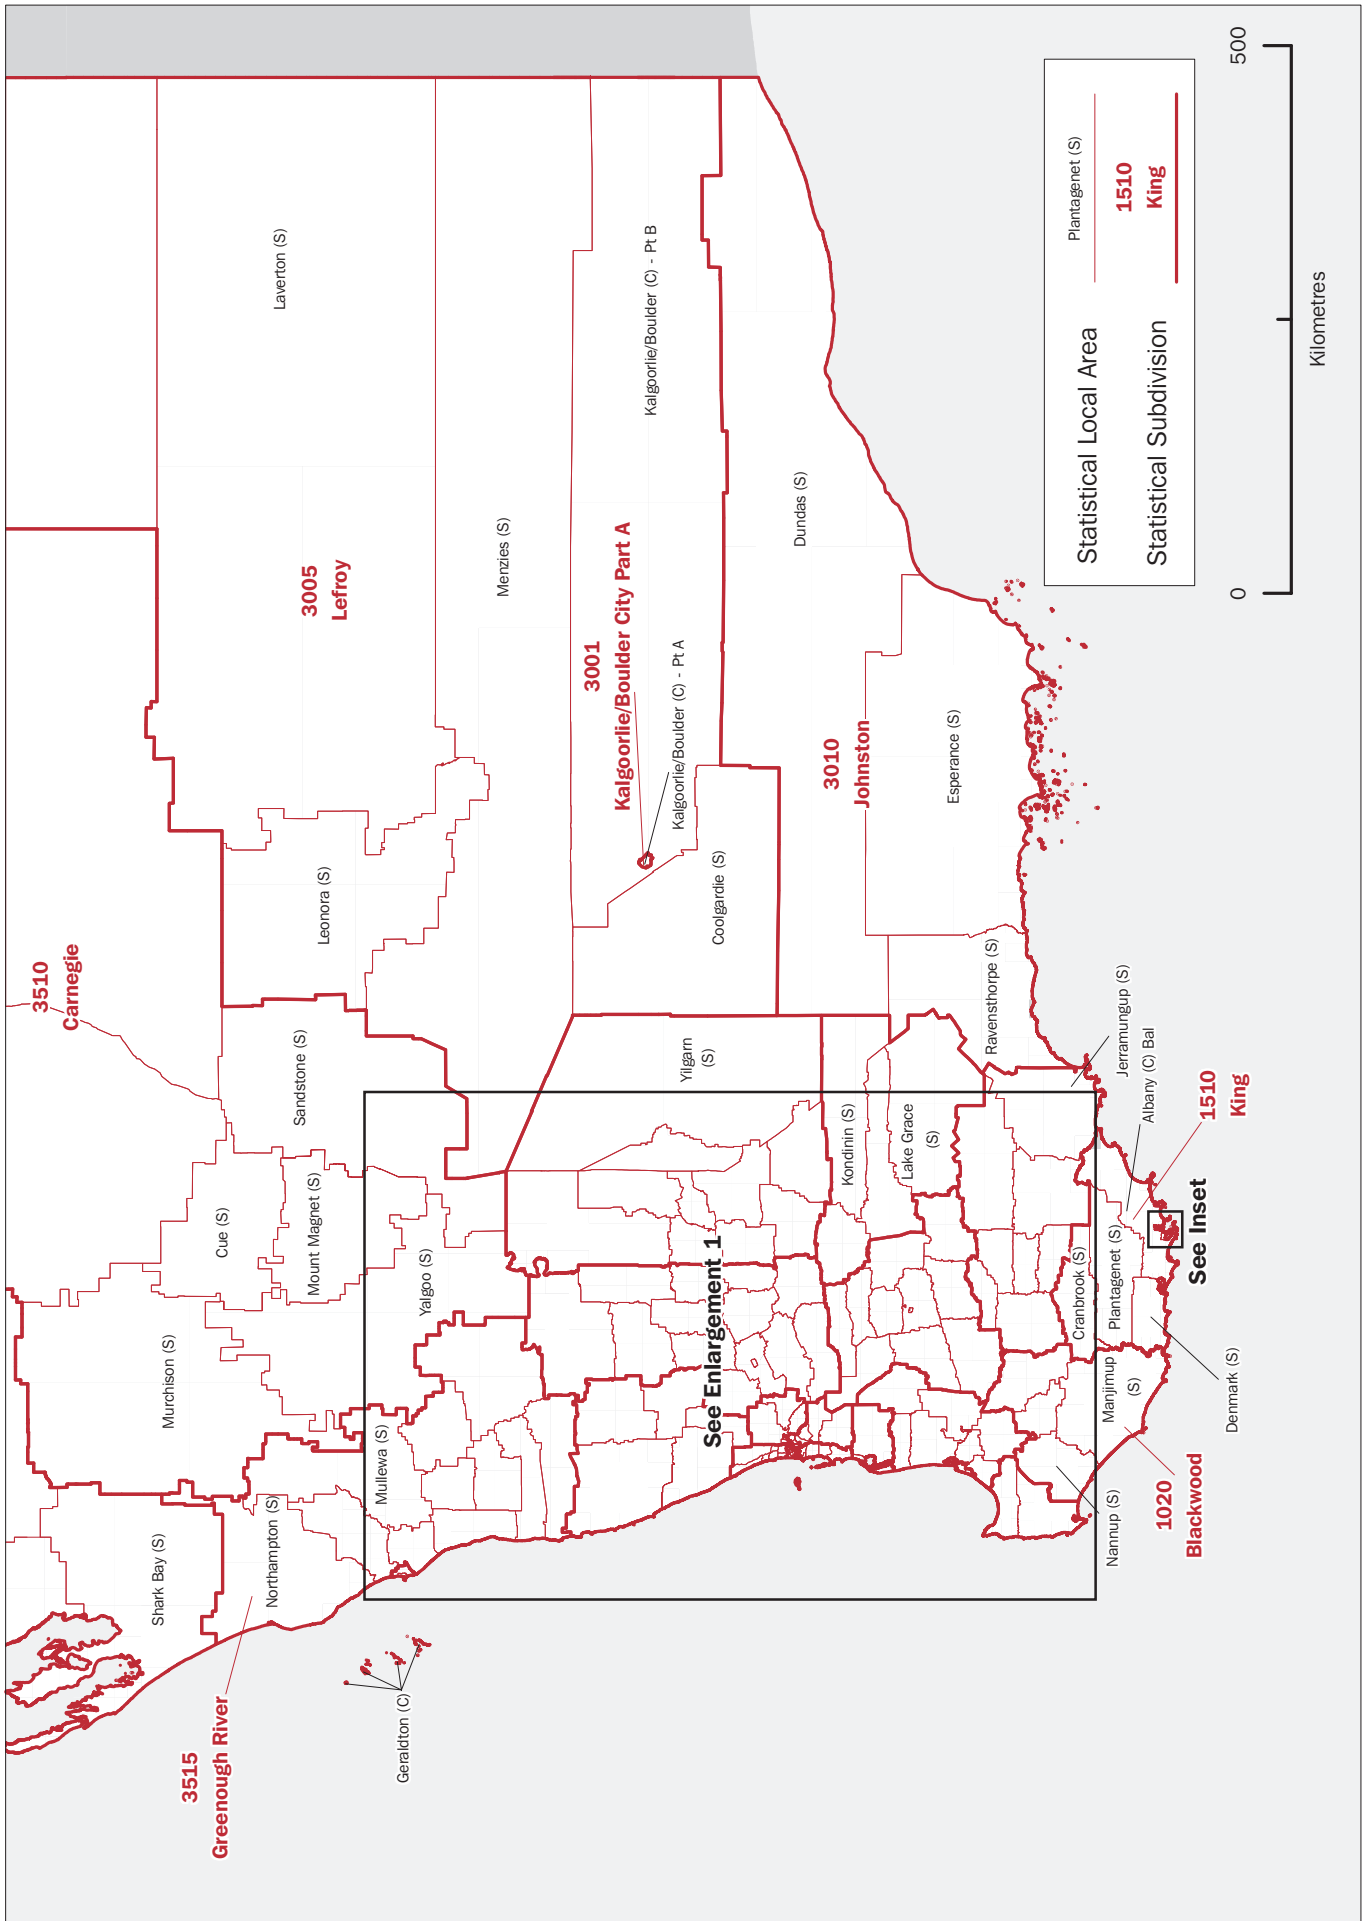 3510
Carnegie
3005
Lefroy
Laverton (S)
Leonora (S)
Sandstone (S)
Cue (S)
Mount Magnet (S)
Murchison (S)
Shark Bay (S)
Northampton (S)
3515
Greenough River
Geraldton (C)
Mullewa (S)
Yalgoo (S)
Menzies (S)
3001
Kalgoorlie/Boulder City Part A
Kalgoorlie/Boulder (C) - Pt B
Kalgoorlie/Boulder (C) - Pt A
Coolgardie (S)
Yilgarn
(S)
See Enlargement 1
Dundas (S)
3010
Johnston
Kondinin (S)
Lake Grace
(S)
Esperance (S)
Ravensthorpe (S)
Jerramungup (S)
Albany (C) Bal
1510
King
See Inset
Cranbrook (S)
Plantagenet (S)
Manjimup
(S)
Denmark (S)
Nannup (S)
1020
Blackwood
Statistical Local Area
Plantagenet (S)
Statistical Subdivision
1510
King
0
500
Kilometres